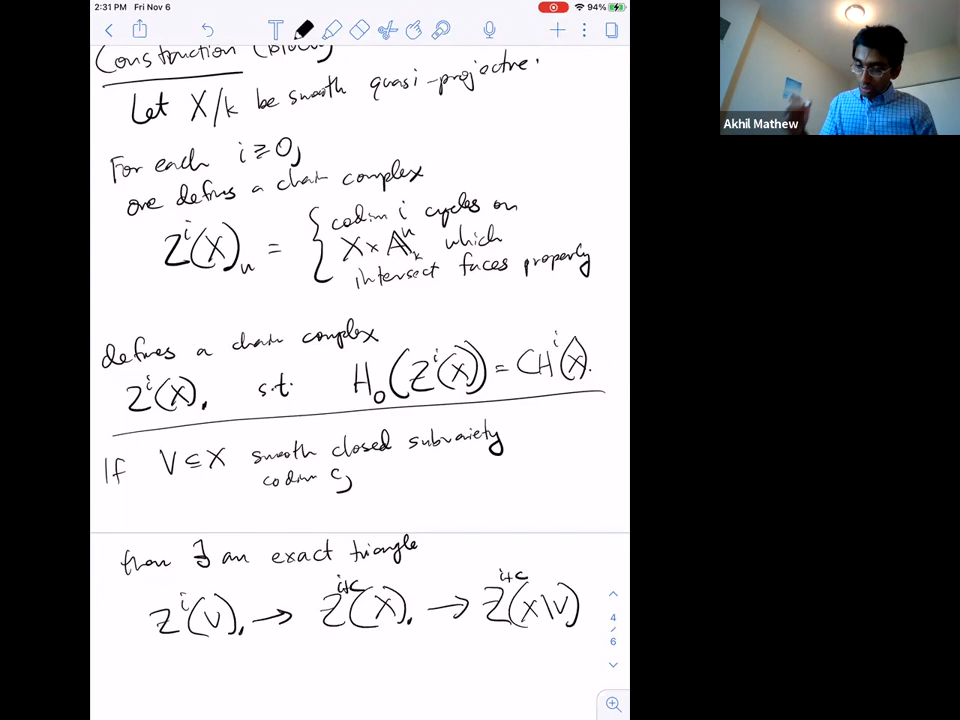 2:31 PM Fri Nov 6
94%
Construction (Bloch)
Let X/k be smooth quasi-projective.
For each i ≥ 0,
one defines a chain complex
Z^i(X)_n = { codim i cycles on
X × A^n_k which
intersect faces properly
defines a chain complex
Z^i(X)_• s.t. H_0(Z^i(X)) = CH^i(X).
If V ⊆ X smooth closed subvariety
codim c,
then ∃ an exact triangle
Z^i(V)_• → Z^{i+c}(X)_• → Z^{i+c}(X\V)
4
/
6
Akhil Mathew